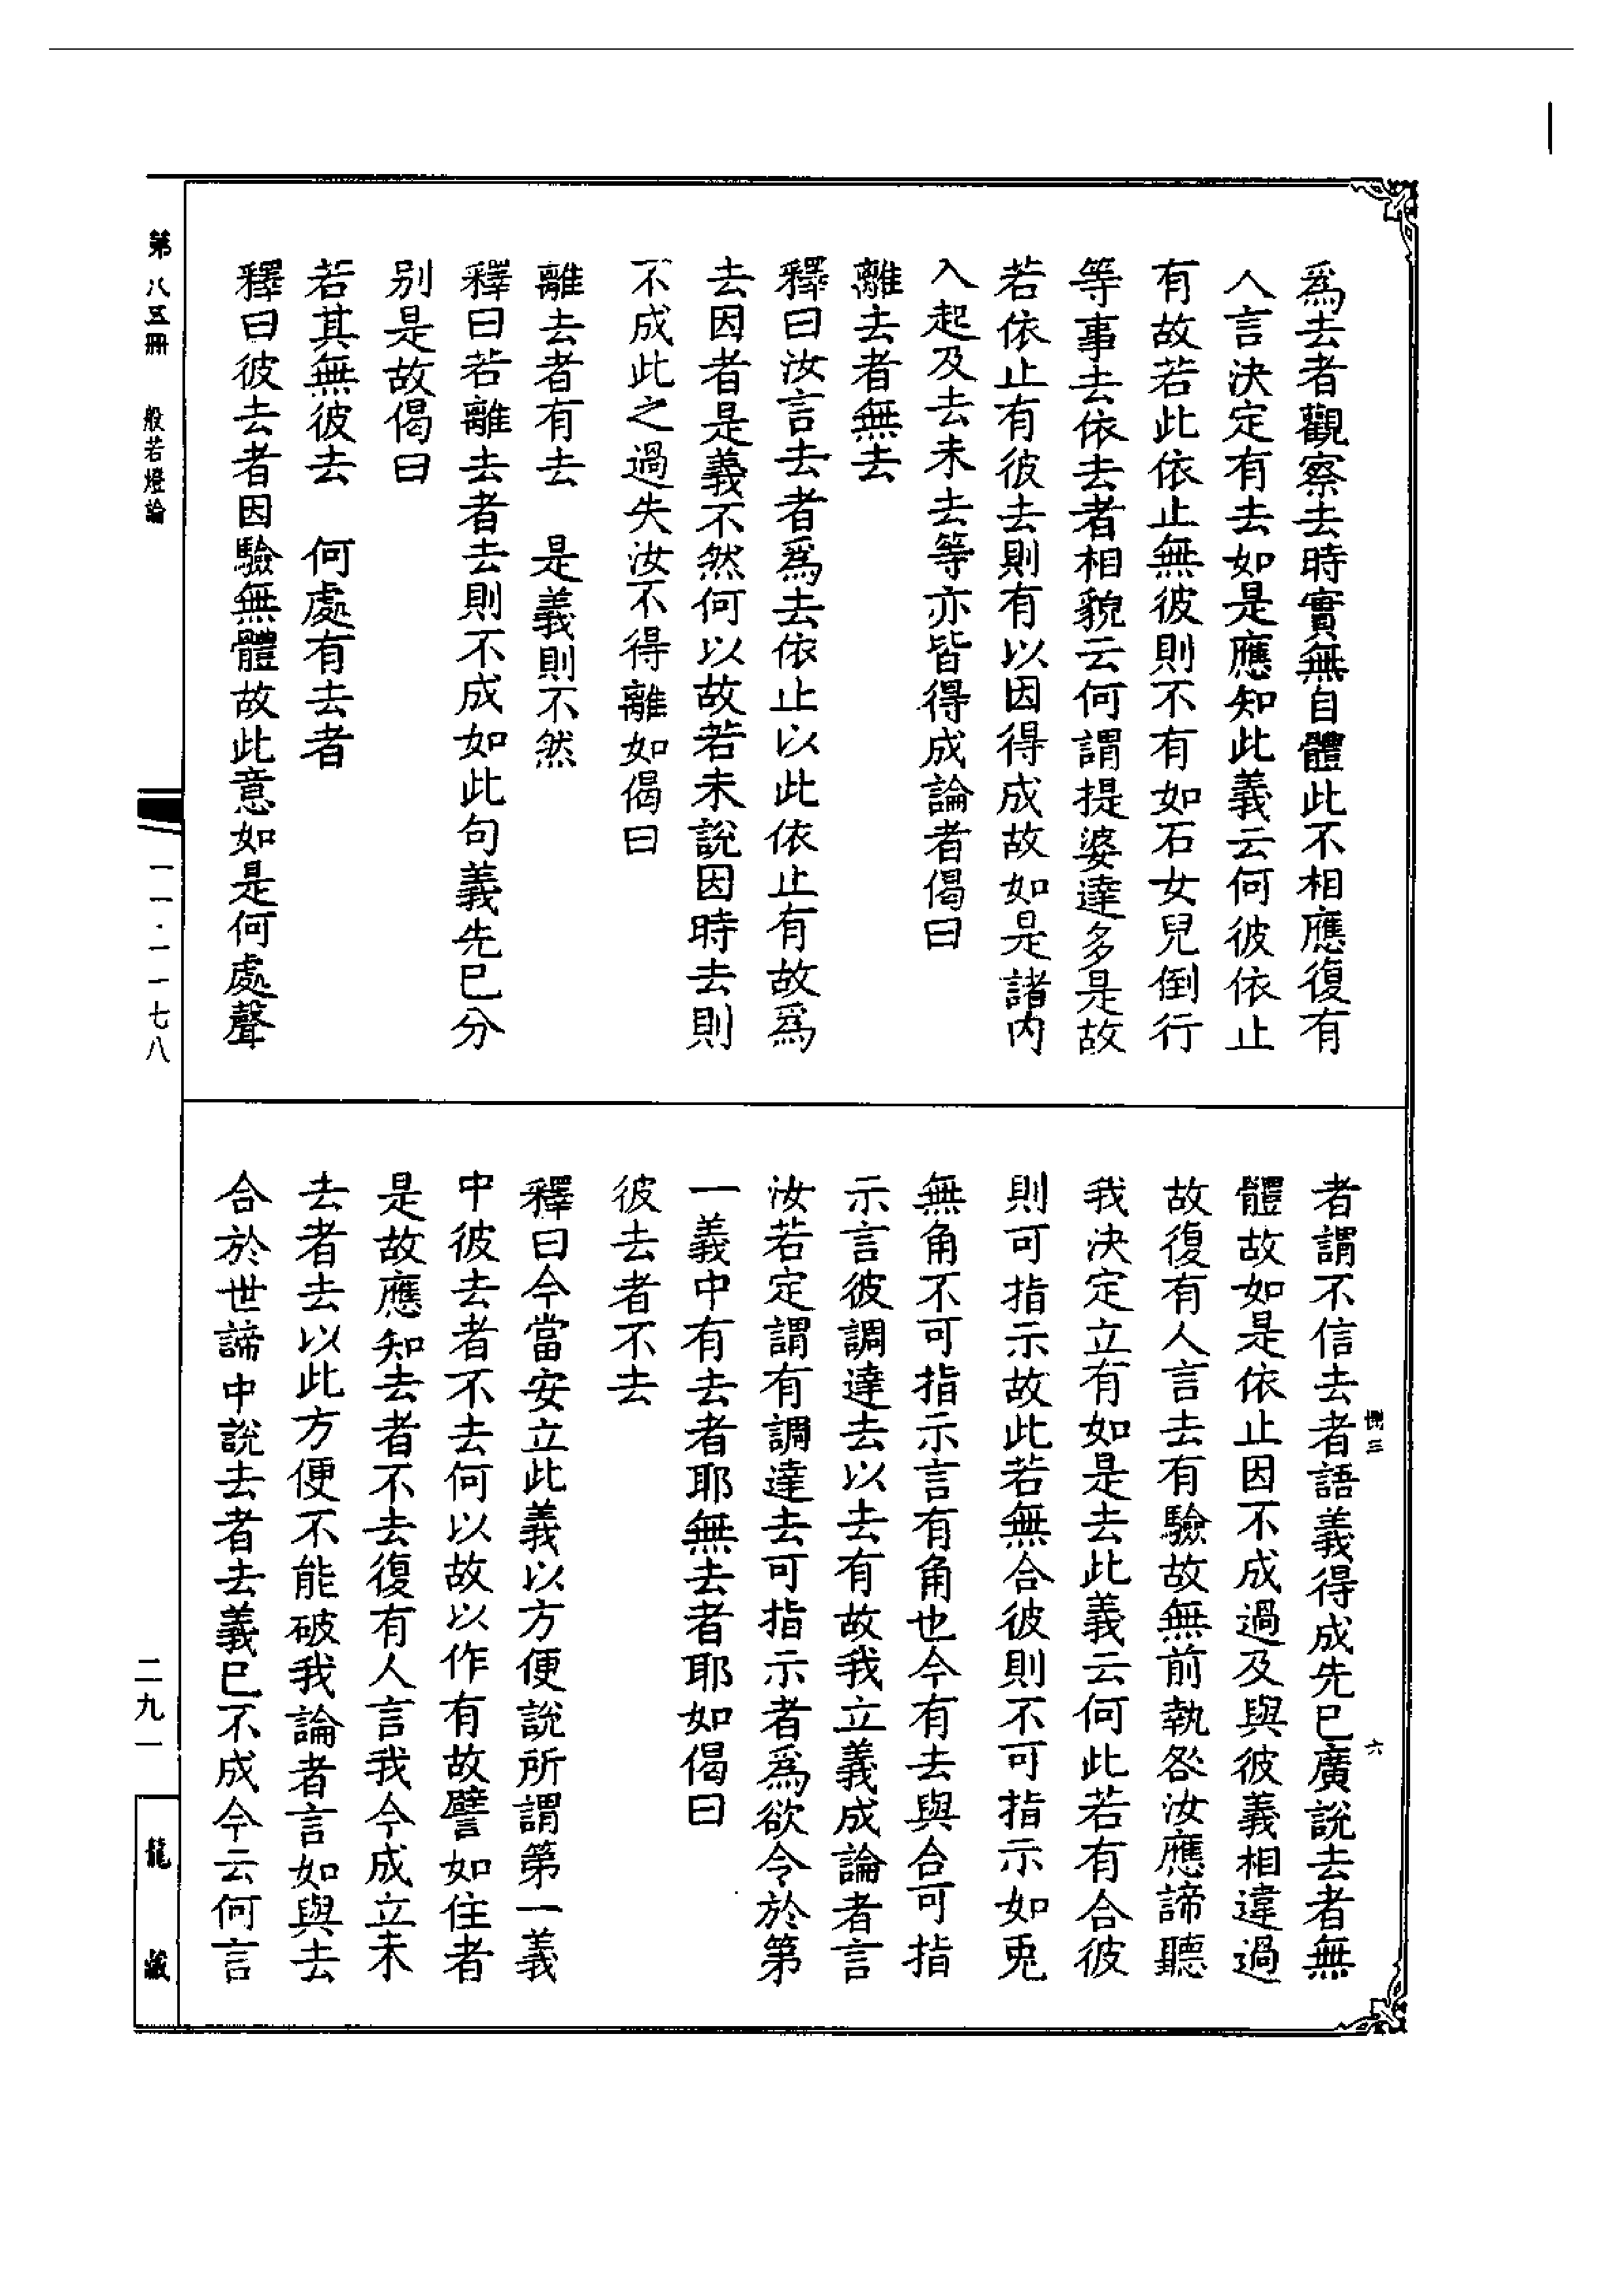 爲去者觀察去時實無自體此不相應復有
人言決定有去如是應知此義云何彼依止
有故若此依止無彼則不有如石女兒倒行
等事去依去者相貌云何謂提婆達多是故
若依止有彼去則有以因得成故如是諸內
入起及去未去等亦皆得成論者偈曰
離去者無去
釋曰汝言去者爲去依止以此依止有故爲
去因者是義不然何以故若未說因時去則
不成此之過失汝不得離如偈曰
離去者有去　是義則不然
釋曰若離去者去則不成如此句義先已分
別是故偈曰
若其無彼去　何處有去者
釋曰彼去者因驗無體故此意如是何處聲
者謂不信去者語義得成先已廣說去者無
體故如是依止因不成過及與彼義相違過
故復有人言去有驗故無前執咎汝應諦聽
我決定立有如是去此義云何此若有合彼
則可指示故此若無合彼則不可指示如兎
無角不可指示言有角也今有去與合可指
示言彼調達去以去有故我立義成論者言
汝若定謂有調達去可指示者爲欲令於第
一義中有去者耶無去者耶如偈曰
彼去者不去
釋曰今當安立此義以方便說所謂第一義
中彼去者不去何以故以作有故譬如住者
是故應知去者不去復有人言我今成立未
去者去以此方便不能破我論者言如與去
合於世諦中說去者去義已不成今云何言
三
六
第八五冊　般若燈論
一一·一一七八
二九一
龍藏